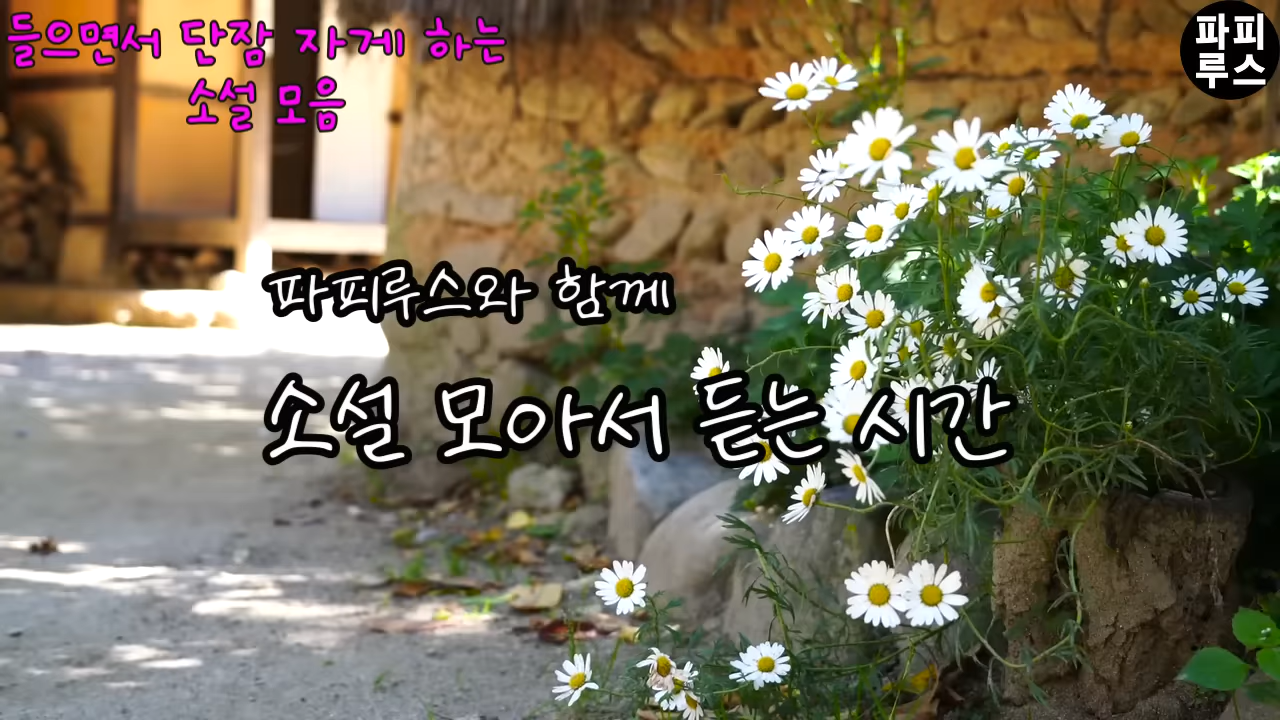 들으면서 단잠 자게 하는
소설 모음
파피
루스
파피루스와 함께
소설 모아서 듣는 시간